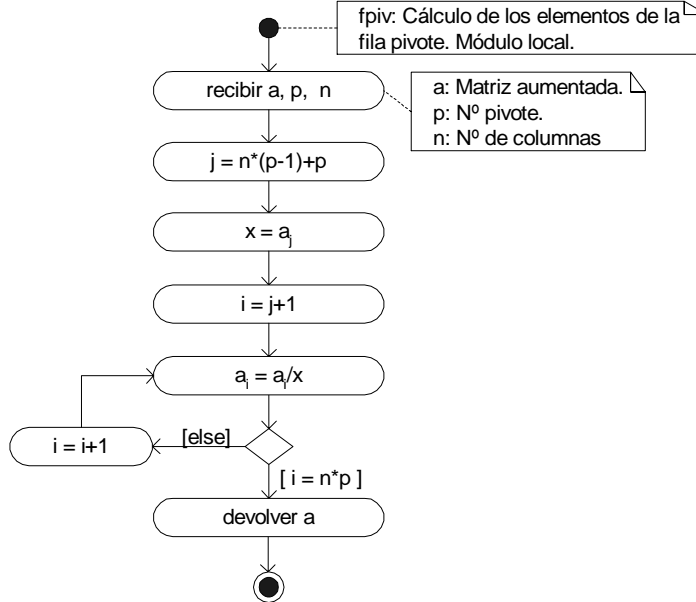 fpiv: Cálculo de los elementos de la
fila pivote. Módulo local.
recibir a, p, n
a: Matriz aumentada.
p: Nº pivote.
n: Nº de columnas
j = n*(p-1)+p
x = aⱼ
i = j+1
aᵢ = aᵢ/x
i = i+1
[else]
[ i = n*p ]
devolver a